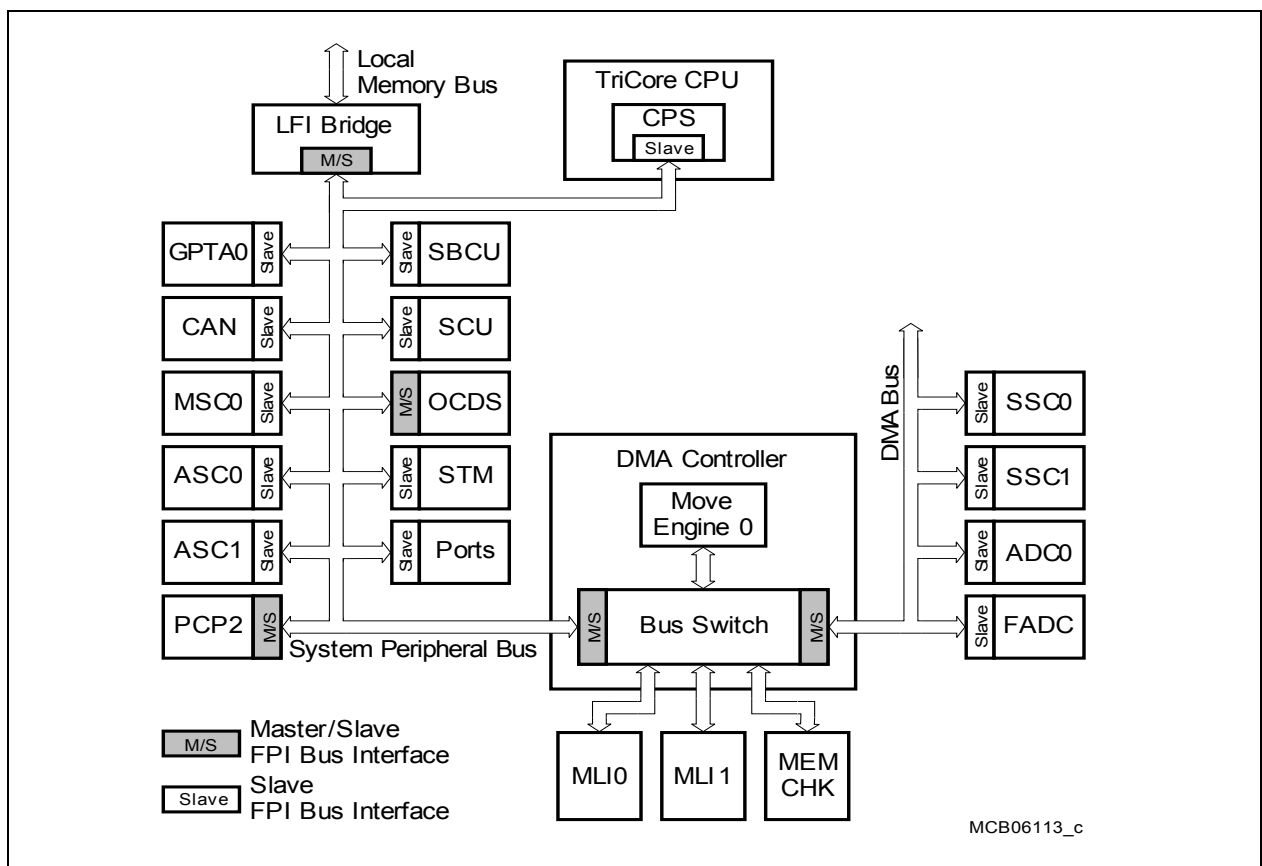 Local
Memory Bus
TriCore CPU
CPS
Slave
LFI Bridge
M/S
GPTA0
Slave
Slave
SBCU
CAN
Slave
Slave
SCU
MSC0
Slave
M/S
OCDS
ASC0
Slave
Slave
STM
ASC1
Slave
Slave
Ports
PCP2
M/S
System Peripheral Bus
DMA Controller
Move
Engine 0
M/S
Bus Switch
M/S
DMA Bus
Slave
SSC0
Slave
SSC1
Slave
ADC0
Slave
FADC
MLI0
MLI1
MEM
CHK
M/S
Master/Slave
FPI Bus Interface
Slave
Slave
FPI Bus Interface
MCB06113_c